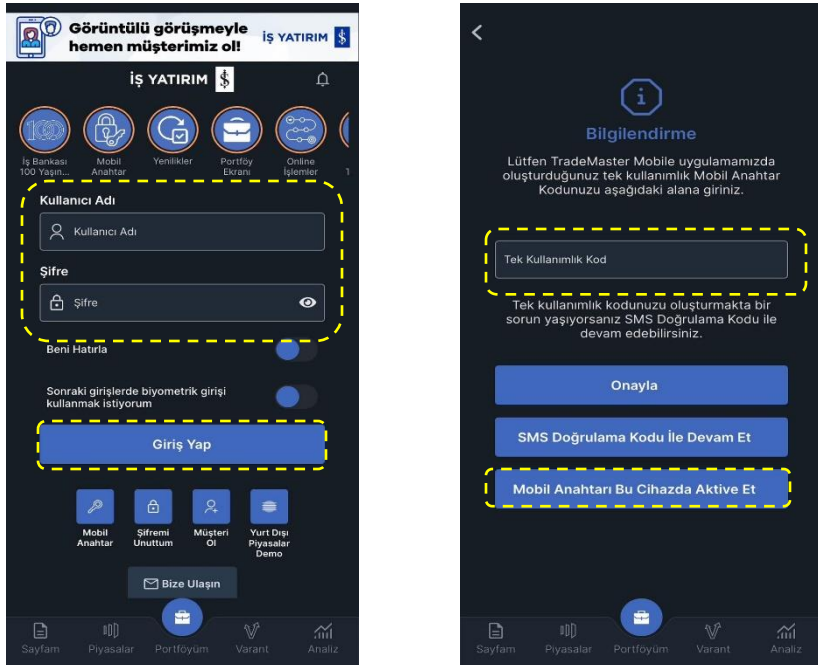 Görüntülü görüşmeyle
hemen müşterimiz ol!
İŞ YATIRIM
İŞ YATIRIM
100
İş Bankası
100 Yaşın...
Mobil
Anahtar
Yenilikler
Portföy
Ekranı
Online
İşlemler
1
Kullanıcı Adı
Kullanıcı Adı
Şifre
Şifre
Beni Hatırla
Sonraki girişlerde biyometrik girişi
kullanmak istiyorum
Giriş Yap
Mobil
Anahtar
Şifremi
Unuttum
Müşteri
Ol
Yurt Dışı
Piyasalar
Demo
Bize Ulaşın
Sayfam
Piyasalar
Portföyüm
Varant
Analiz
Bilgilendirme
Lütfen TradeMaster Mobile uygulamamızda
oluşturduğunuz tek kullanımlık Mobil Anahtar
Kodunuzu aşağıdaki alana giriniz.
Tek Kullanımlık Kod
Tek kullanımlık kodunuzu oluşturmakta bir
sorun yaşıyorsanız SMS Doğrulama Kodu ile
devam edebilirsiniz.
Onayla
SMS Doğrulama Kodu İle Devam Et
Mobil Anahtarı Bu Cihazda Aktive Et
Sayfam
Piyasalar
Portföyüm
Varant
Analiz